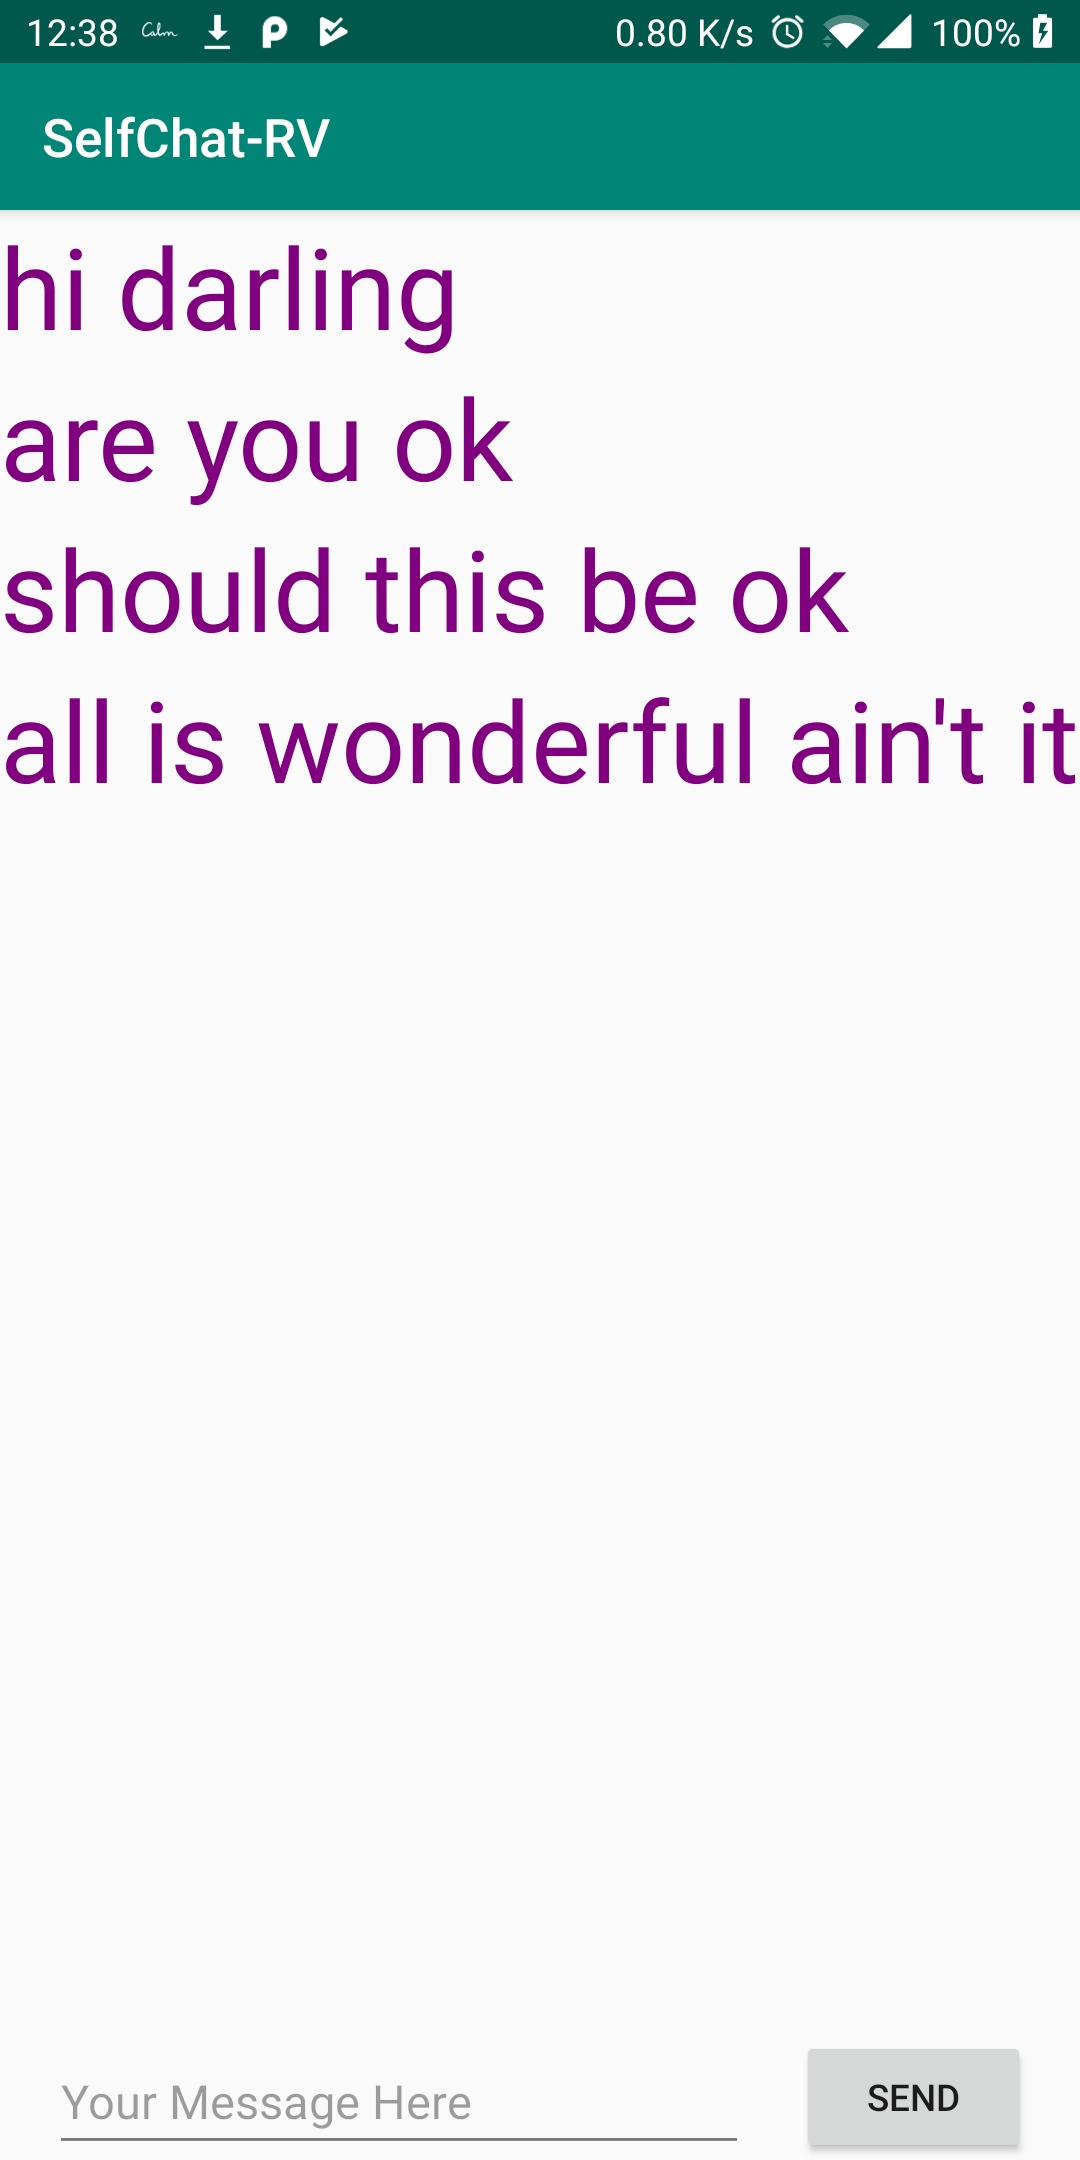 12:38 Calm 0.80 K/s 100%
SelfChat-RV
hi darling
are you ok
should this be ok
all is wonderful ain't it
Your Message Here
SEND